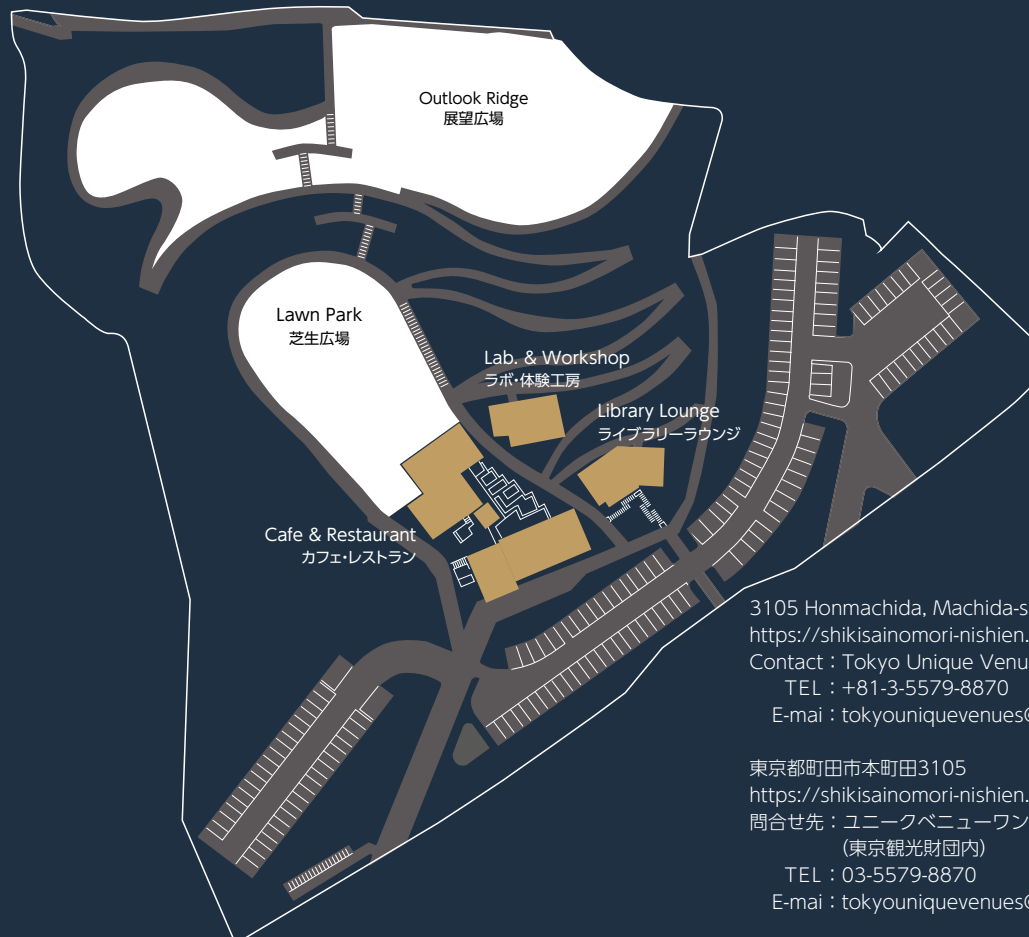 Outlook Ridge
展望広場
Lawn Park
芝生広場
Lab. & Workshop
ラボ・体験工房
Library Lounge
ライブラリーラウンジ
Cafe & Restaurant
カフェ・レストラン
3105 Honmachida, Machida-s
https://shikisainomori-nishien.
Contact：Tokyo Unique Venu
TEL：+81-3-5579-8870
E-mai：tokyouniquevenues@
東京都町田市本町田3105
https://shikisainomori-nishien.
問合せ先：ユニークベニューワン
(東京観光財団内)
TEL：03-5579-8870
E-mai：tokyouniquevenues@